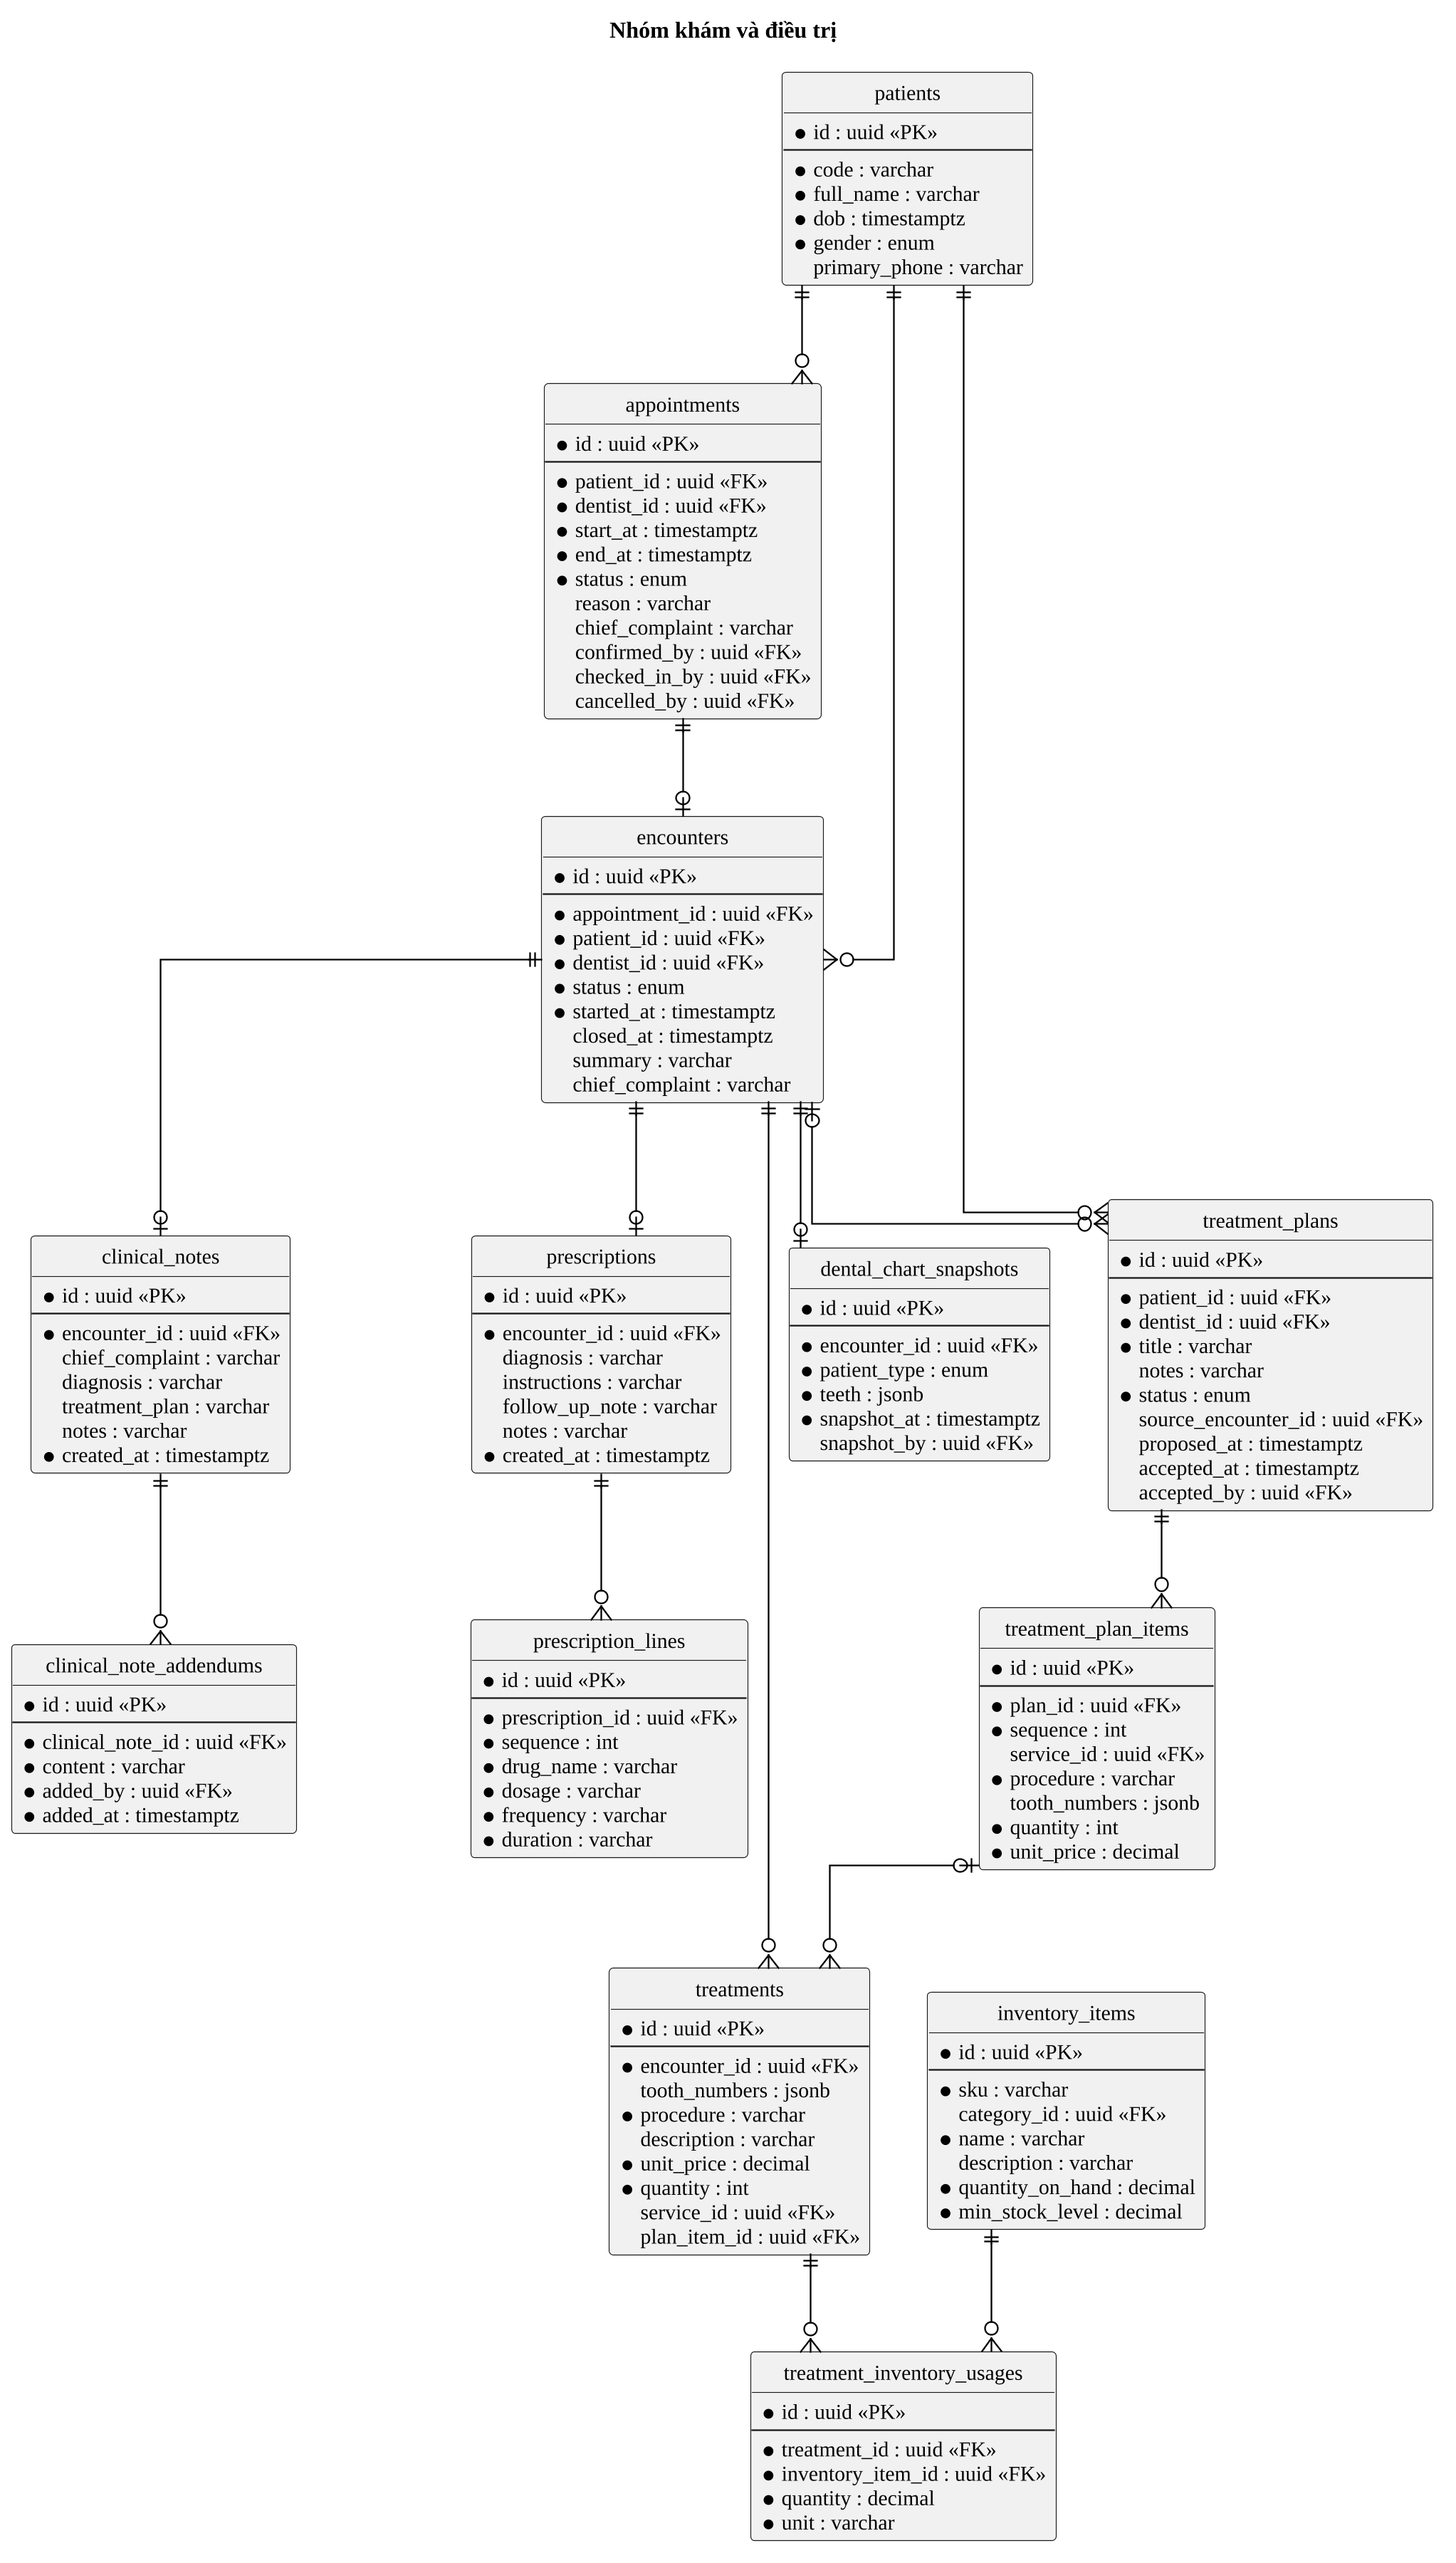 Nhóm khám và điều trị
patients
id : uuid «PK»
code : varchar
full_name : varchar
dob : timestamptz
gender : enum
primary_phone : varchar
appointments
id : uuid «PK»
patient_id : uuid «FK»
dentist_id : uuid «FK»
start_at : timestamptz
end_at : timestamptz
status : enum
reason : varchar
chief_complaint : varchar
confirmed_by : uuid «FK»
checked_in_by : uuid «FK»
cancelled_by : uuid «FK»
encounters
id : uuid «PK»
appointment_id : uuid «FK»
patient_id : uuid «FK»
dentist_id : uuid «FK»
status : enum
started_at : timestamptz
closed_at : timestamptz
summary : varchar
chief_complaint : varchar
clinical_notes
id : uuid «PK»
encounter_id : uuid «FK»
chief_complaint : varchar
diagnosis : varchar
treatment_plan : varchar
notes : varchar
created_at : timestamptz
prescriptions
id : uuid «PK»
encounter_id : uuid «FK»
diagnosis : varchar
instructions : varchar
follow_up_note : varchar
notes : varchar
created_at : timestamptz
dental_chart_snapshots
id : uuid «PK»
encounter_id : uuid «FK»
patient_type : enum
teeth : jsonb
snapshot_at : timestamptz
snapshot_by : uuid «FK»
treatment_plans
id : uuid «PK»
patient_id : uuid «FK»
dentist_id : uuid «FK»
title : varchar
notes : varchar
status : enum
source_encounter_id : uuid «FK»
proposed_at : timestamptz
accepted_at : timestamptz
accepted_by : uuid «FK»
clinical_note_addendums
id : uuid «PK»
clinical_note_id : uuid «FK»
content : varchar
added_by : uuid «FK»
added_at : timestamptz
prescription_lines
id : uuid «PK»
prescription_id : uuid «FK»
sequence : int
drug_name : varchar
dosage : varchar
frequency : varchar
duration : varchar
treatment_plan_items
id : uuid «PK»
plan_id : uuid «FK»
sequence : int
service_id : uuid «FK»
procedure : varchar
tooth_numbers : jsonb
quantity : int
unit_price : decimal
treatments
id : uuid «PK»
encounter_id : uuid «FK»
tooth_numbers : jsonb
procedure : varchar
description : varchar
unit_price : decimal
quantity : int
service_id : uuid «FK»
plan_item_id : uuid «FK»
inventory_items
id : uuid «PK»
sku : varchar
category_id : uuid «FK»
name : varchar
description : varchar
quantity_on_hand : decimal
min_stock_level : decimal
treatment_inventory_usages
id : uuid «PK»
treatment_id : uuid «FK»
inventory_item_id : uuid «FK»
quantity : decimal
unit : varchar